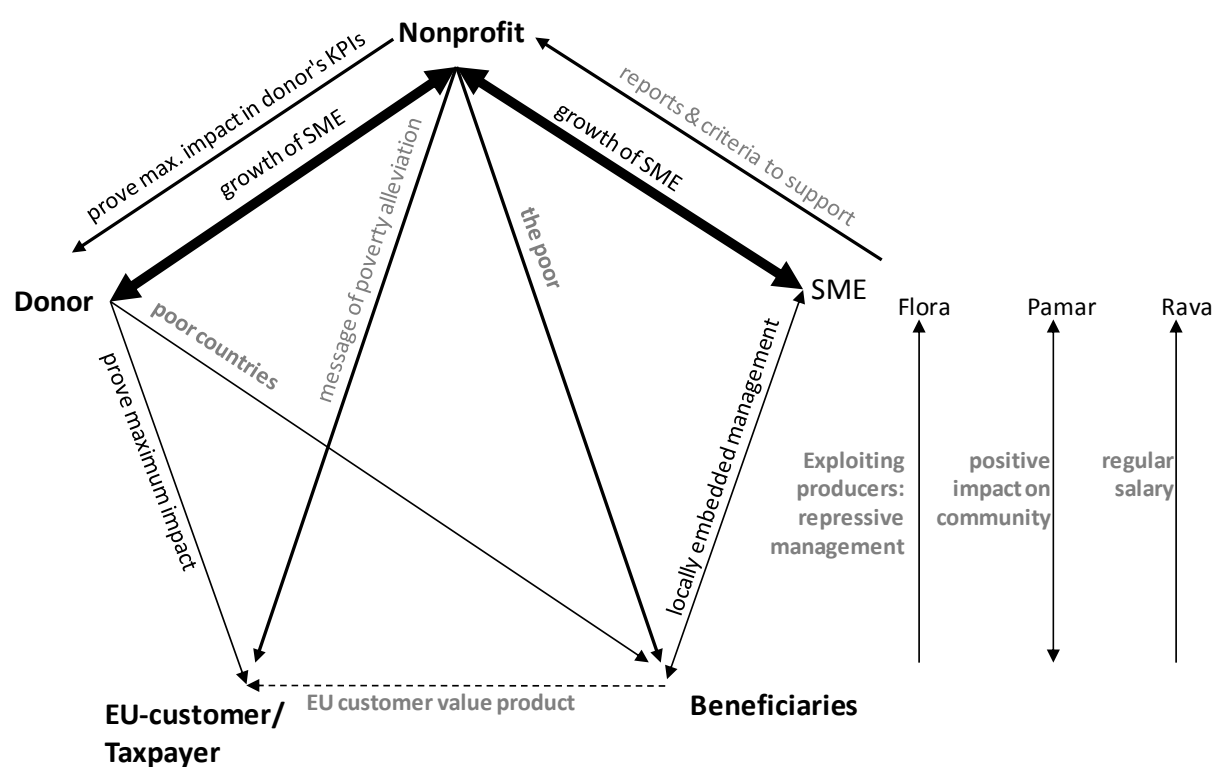 Nonprofit
prove max. impact in donor's KPIs
growth of SME
message of poverty alleviation
the poor
growth of SME
reports & criteria to support
Donor
SME
Flora
Pamar
Rava
poor countries
prove maximum impact
locally embedded management
Exploiting
producers:
repressive
management
positive
impact on
community
regular
salary
EU customer value product
EU-customer/
Taxpayer
Beneficiaries